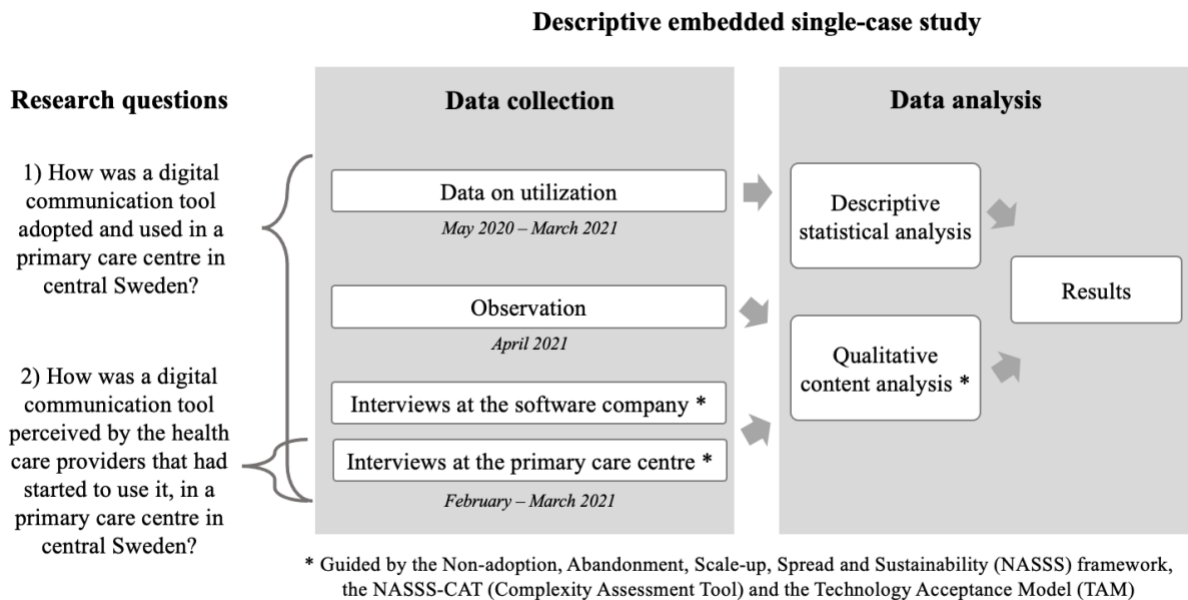 Descriptive embedded single-case study
Research questions
Data collection
Data analysis
1) How was a digital
communication tool
adopted and used in a
primary care centre in
central Sweden?
2) How was a digital
communication tool
perceived by the health
care providers that had
started to use it, in a
primary care centre in
central Sweden?
Data on utilization
May 2020 – March 2021
Observation
April 2021
Interviews at the software company *
Interviews at the primary care centre *
February – March 2021
Descriptive
statistical analysis
Qualitative
content analysis *
Results
* Guided by the Non-adoption, Abandonment, Scale-up, Spread and Sustainability (NASSS) framework,
the NASSS-CAT (Complexity Assessment Tool) and the Technology Acceptance Model (TAM)